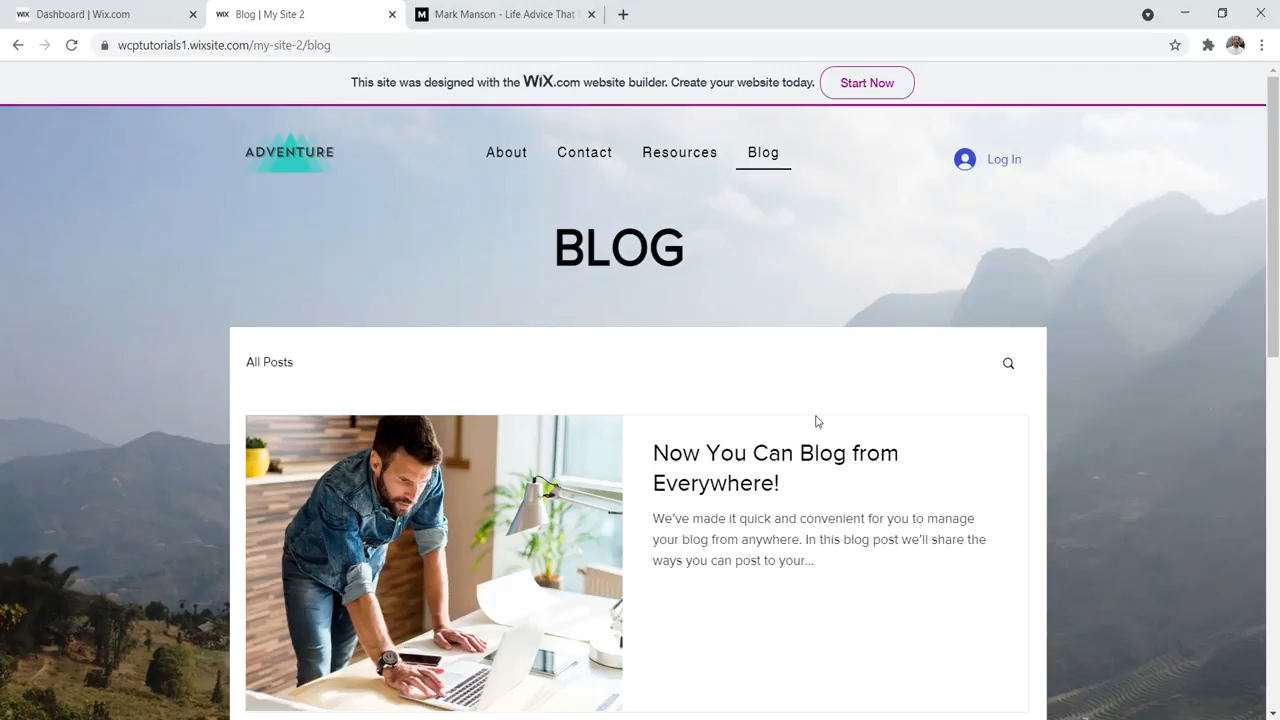 WiX Dashboard | Wix.com
WiX Blog | My Site 2
M Mark Manson - Life Advice That
wcptutorials1.wixsite.com/my-site-2/blog
This site was designed with the WiX.com website builder. Create your website today. Start Now
ADVENTURE About Contact Resources Blog Log In
BLOG
All Posts
Now You Can Blog from
Everywhere!
We've made it quick and convenient for you to manage
your blog from anywhere. In this blog post we'll share the
ways you can post to your...